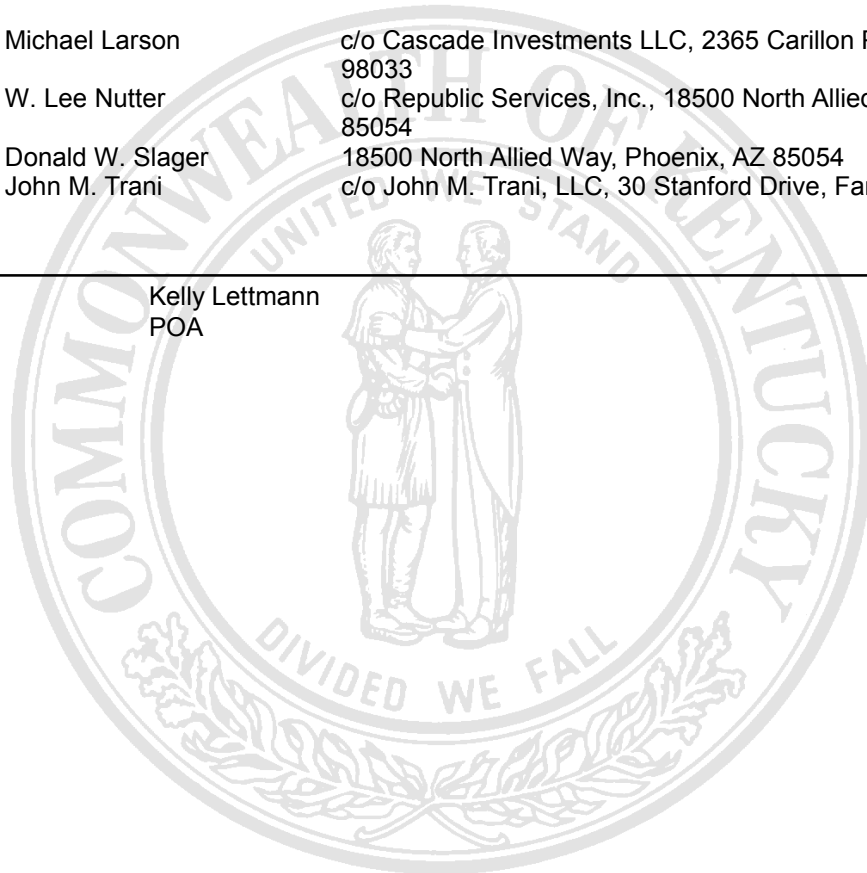 Michael Larson c/o Cascade Investments LLC, 2365 Carillon
98033
W. Lee Nutter c/o Republic Services, Inc., 18500 North Allied
85054
Donald W. Slager 18500 North Allied Way, Phoenix, AZ 85054
John M. Trani c/o John M. Trani, LLC, 30 Stanford Drive,
Kelly Lettmann
POA
COMMONWEALTH OF KENTUCKY
UNITED WE STAND
DIVIDED WE FALL